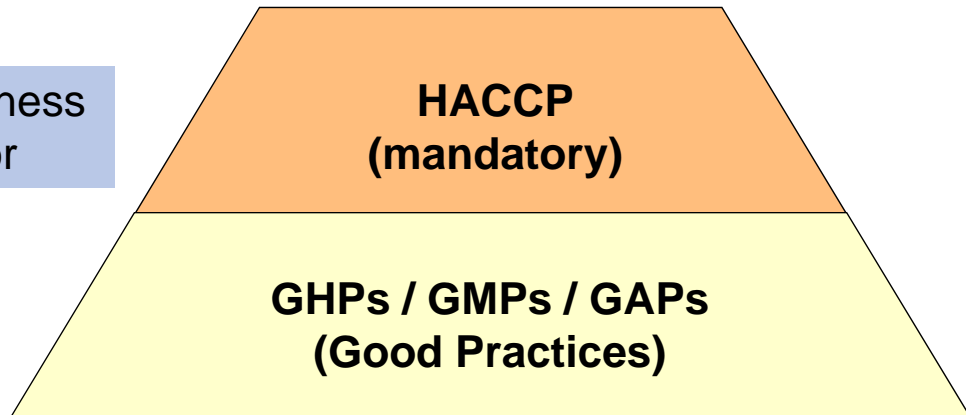 HACCP
(mandatory)
ness
or
GHPs / GMPs / GAPs
(Good Practices)